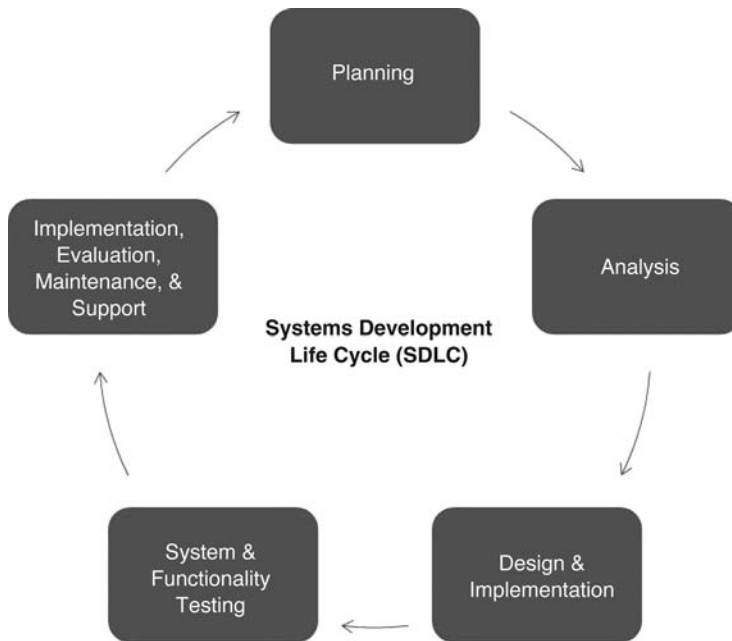 Planning
Analysis
Design &
Implementation
System &
Functionality
Testing
Implementation,
Evaluation,
Maintenance, &
Support
Systems Development
Life Cycle (SDLC)